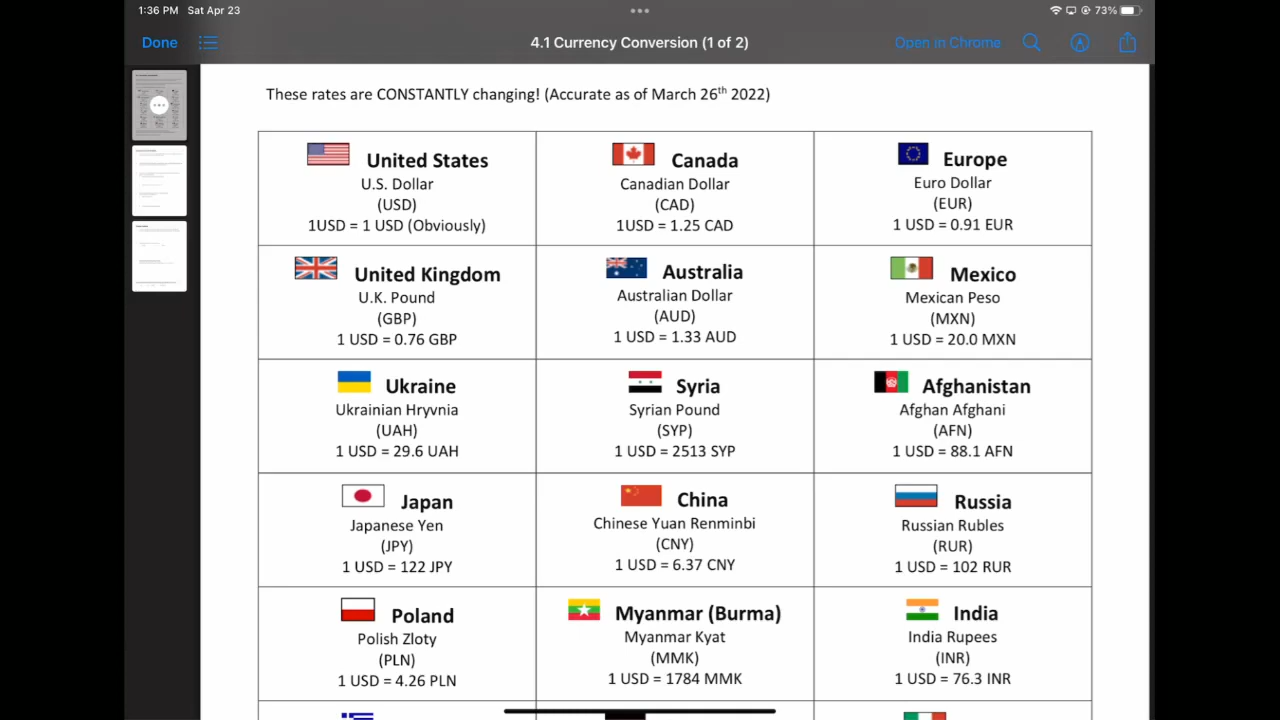 1:36 PM Sat Apr 23
73%
Done
4.1 Currency Conversion (1 of 2)
Open in Chrome
These rates are CONSTANTLY changing! (Accurate as of March 26th 2022)
United States
U.S. Dollar
(USD)
1USD = 1 USD (Obviously)
Canada
Canadian Dollar
(CAD)
1USD = 1.25 CAD
Europe
Euro Dollar
(EUR)
1 USD = 0.91 EUR
United Kingdom
U.K. Pound
(GBP)
1 USD = 0.76 GBP
Australia
Australian Dollar
(AUD)
1 USD = 1.33 AUD
Mexico
Mexican Peso
(MXN)
1 USD = 20.0 MXN
Ukraine
Ukrainian Hryvnia
(UAH)
1 USD = 29.6 UAH
Syria
Syrian Pound
(SYP)
1 USD = 2513 SYP
Afghanistan
Afghan Afghani
(AFN)
1 USD = 88.1 AFN
Japan
Japanese Yen
(JPY)
1 USD = 122 JPY
China
Chinese Yuan Renminbi
(CNY)
1 USD = 6.37 CNY
Russia
Russian Rubles
(RUR)
1 USD = 102 RUR
Poland
Polish Zloty
(PLN)
1 USD = 4.26 PLN
Myanmar (Burma)
Myanmar Kyat
(MMK)
1 USD = 1784 MMK
India
India Rupees
(INR)
1 USD = 76.3 INR